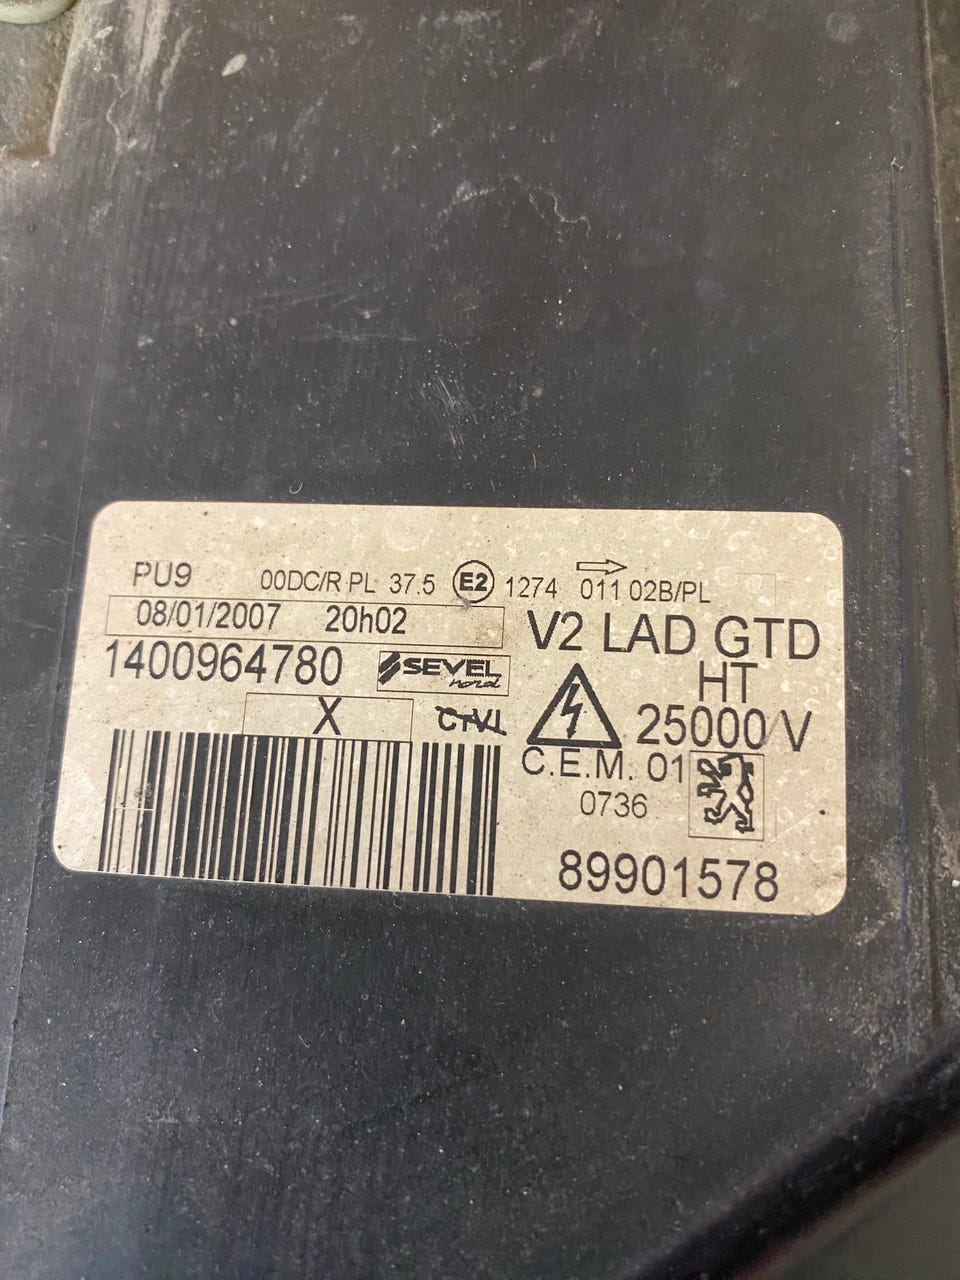 PU9 00DC/R PL 37.5 E2 1274 011 02B/PL
08/01/2007 20h02
V2 LAD GTD
1400964780 SEVEL nord
HT
X
25000 V
C.E.M. 01
0736
89901578